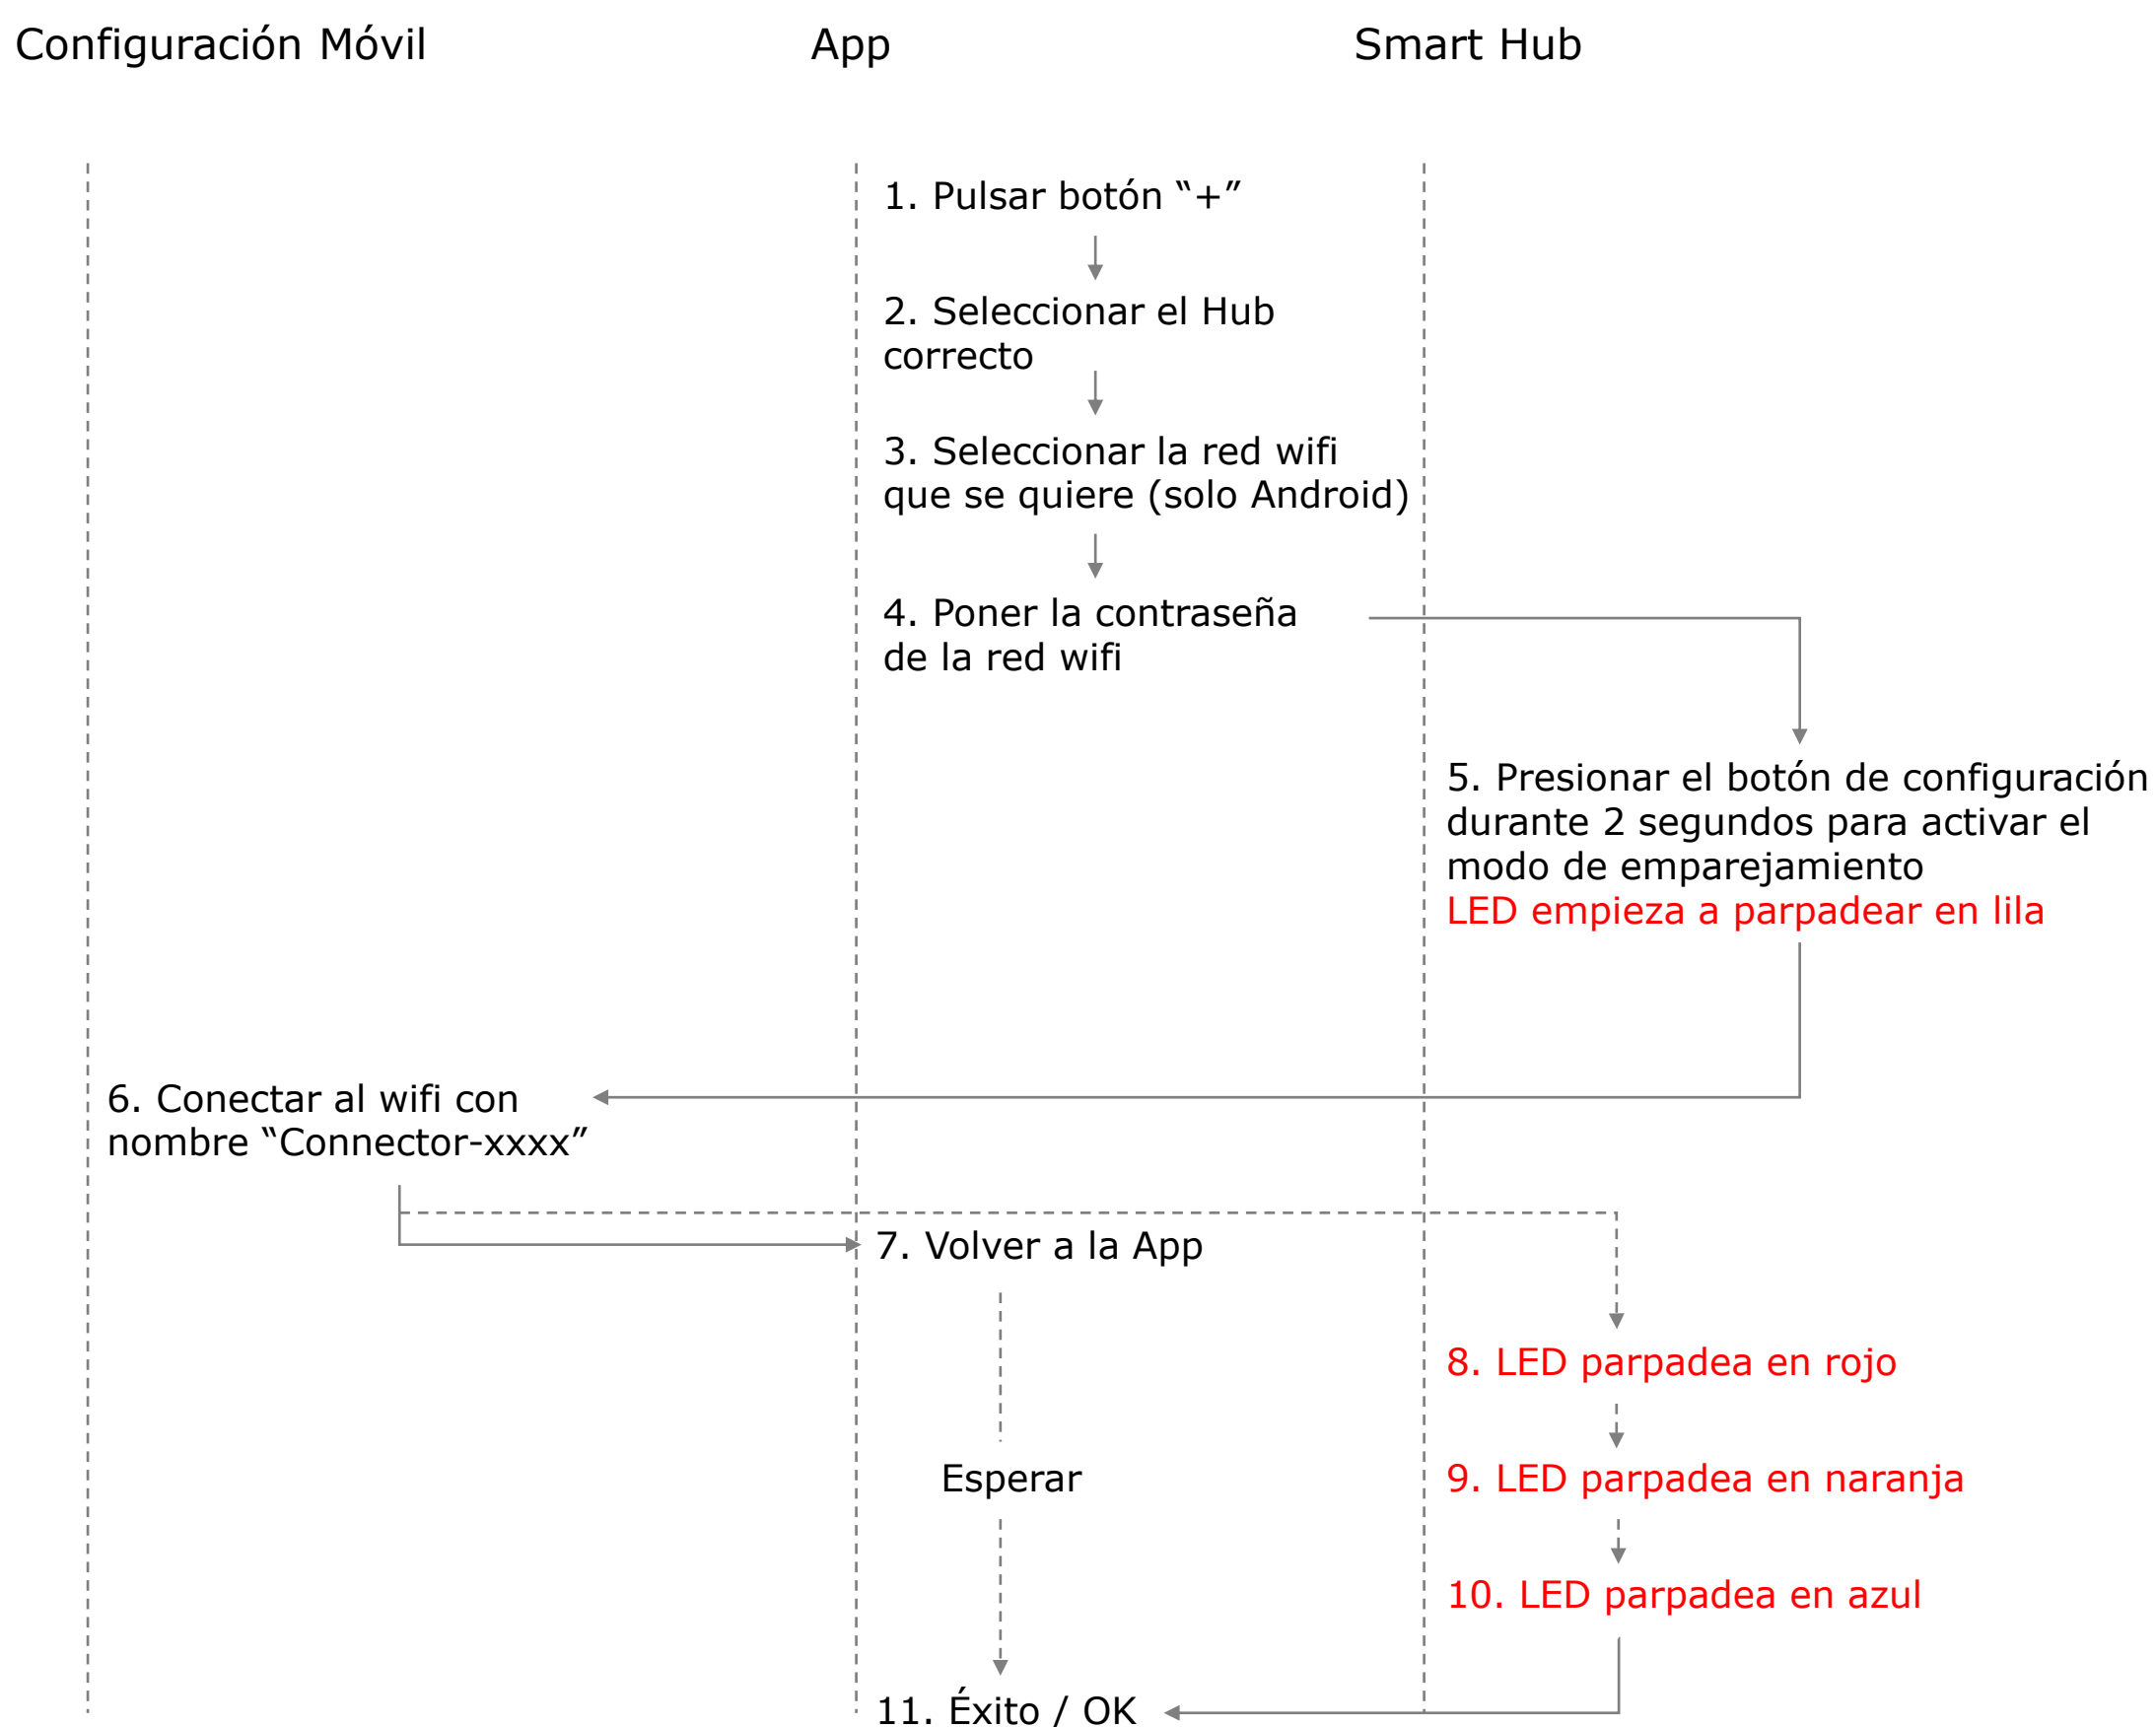 Configuración Móvil
App
Smart Hub
1. Pulsar botón “+”
2. Seleccionar el Hub
correcto
3. Seleccionar la red wifi
que se quiere (solo Android)
4. Poner la contraseña
de la red wifi
5. Presionar el botón de configuración
durante 2 segundos para activar el
modo de emparejamiento
LED empieza a parpadear en lila
6. Conectar al wifi con
nombre “Connector-xxxx”
7. Volver a la App
8. LED parpadea en rojo
Esperar
9. LED parpadea en naranja
10. LED parpadea en azul
11. Éxito / OK